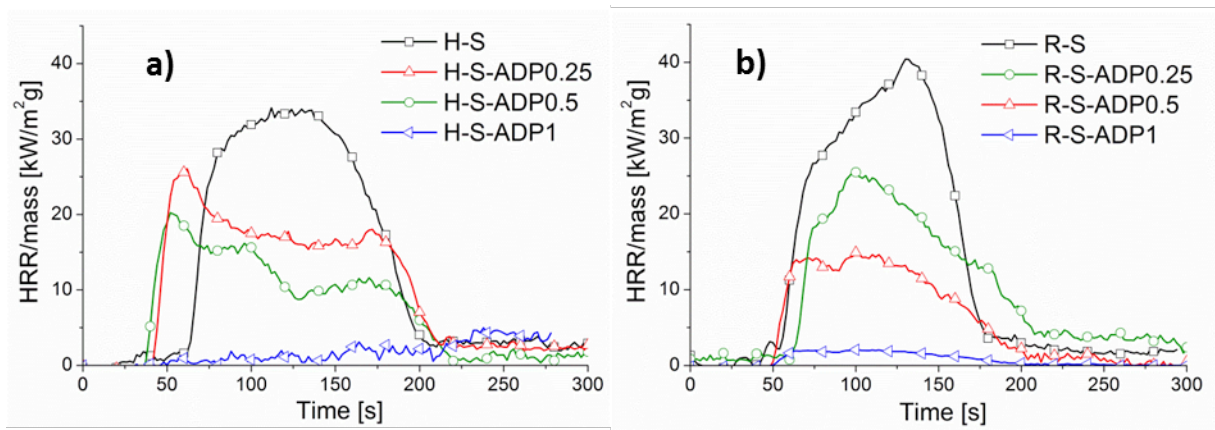 a)
H-S
H-S-ADP0.25
H-S-ADP0.5
H-S-ADP1
HRR/mass [kW/m²g]
40
30
20
10
0
0 50 100 150 200 250 300
Time [s]
b)
R-S
R-S-ADP0.25
R-S-ADP0.5
R-S-ADP1
HRR/mass [kW/m²g]
40
30
20
10
0
0 50 100 150 200 250 300
Time [s]